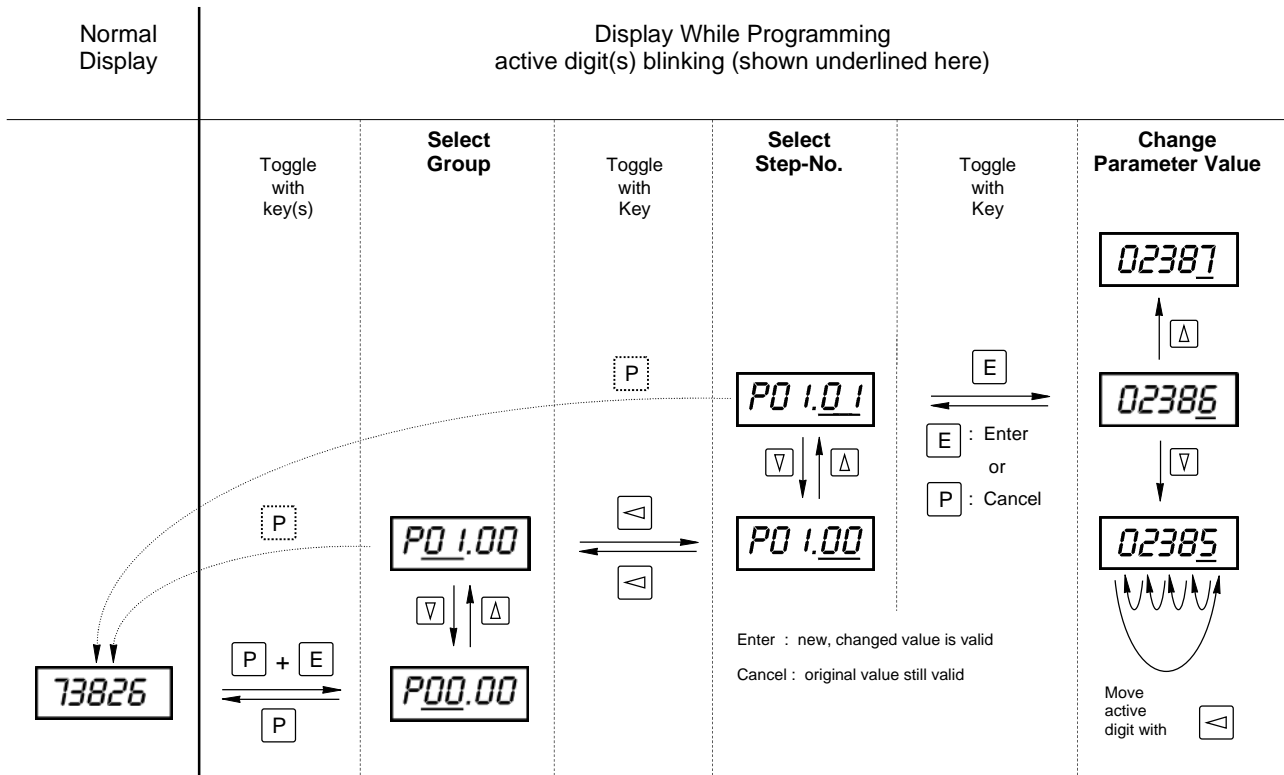 Normal
Display
Display While Programming
active digit(s) blinking (shown underlined here)
Toggle
with
key(s)
Select
Group
Toggle
with
Key
Select
Step-No.
Toggle
with
Key
Change
Parameter Value
02387
P
P01.01
E
02386
E : Enter
or
P : Cancel
P
P01.00
P01.00
02385
Enter : new, changed value is valid
Cancel : original value still valid
73826
P + E
P
P00.00
Move
active
digit with